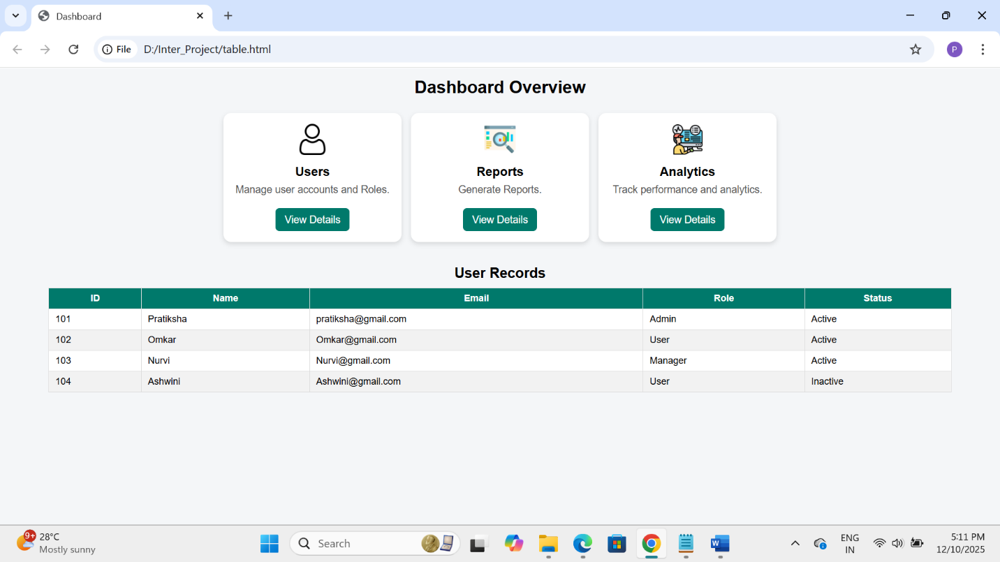 Dashboard
File D:/Inter_Project/table.html P
Dashboard Overview
Users Reports Analytics
Manage user accounts and Roles. Generate Reports. Track performance and analytics.
View Details View Details View Details
User Records
ID Name Email Role Status
101 Pratiksha pratiksha@gmail.com Admin Active
102 Omkar Omkar@gmail.com User Active
103 Nurvi Nurvi@gmail.com Manager Active
104 Ashwini Ashwini@gmail.com User Inactive
9+ 28°C Search W ENG 5:11 PM
Mostly sunny IN 12/10/2025